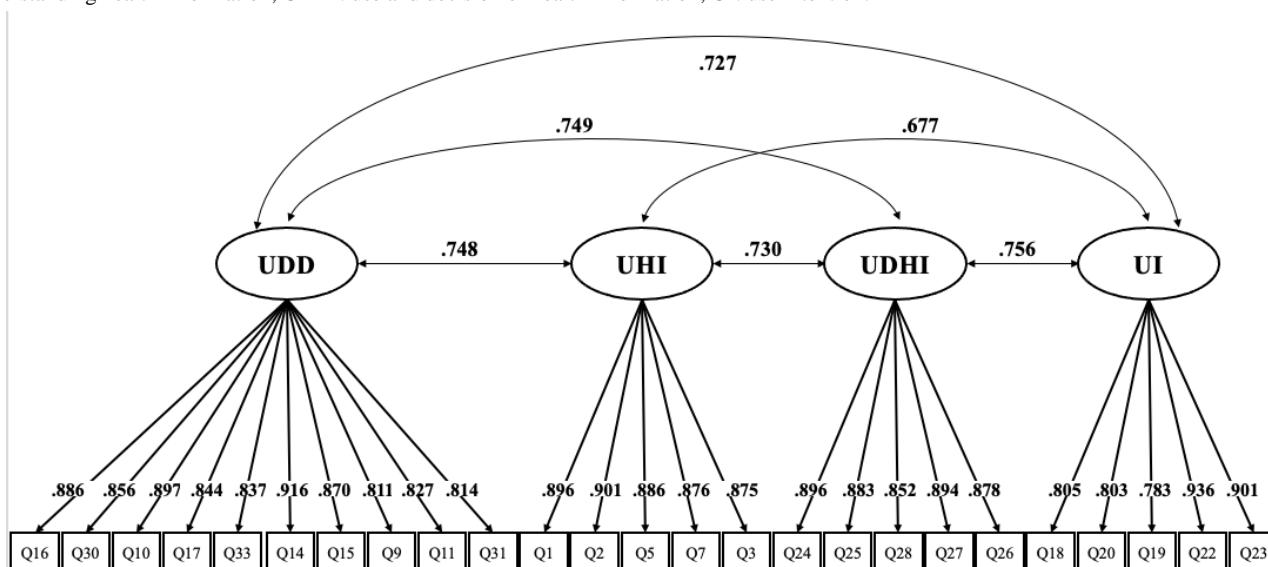 .727
.749 .677
UDD .748 UHI .730 UDHI .756 UI
.886 .856 .897 .844 .837 .916 .870 .811 .827 .814 .896 .901 .886 .876 .875 .896 .883 .852 .894 .878 .805 .803 .783 .936 .901
Q16 Q30 Q10 Q17 Q33 Q14 Q15 Q9 Q11 Q31 Q1 Q2 Q5 Q7 Q3 Q24 Q25 Q28 Q27 Q26 Q18 Q20 Q19 Q22 Q23